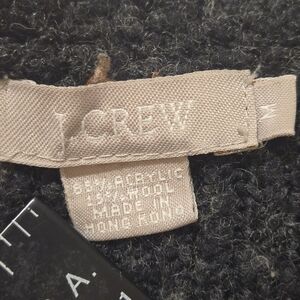 J.CREW
M
85% ACRYLIC
15% WOOL
MADE IN
HONG KONG
A.